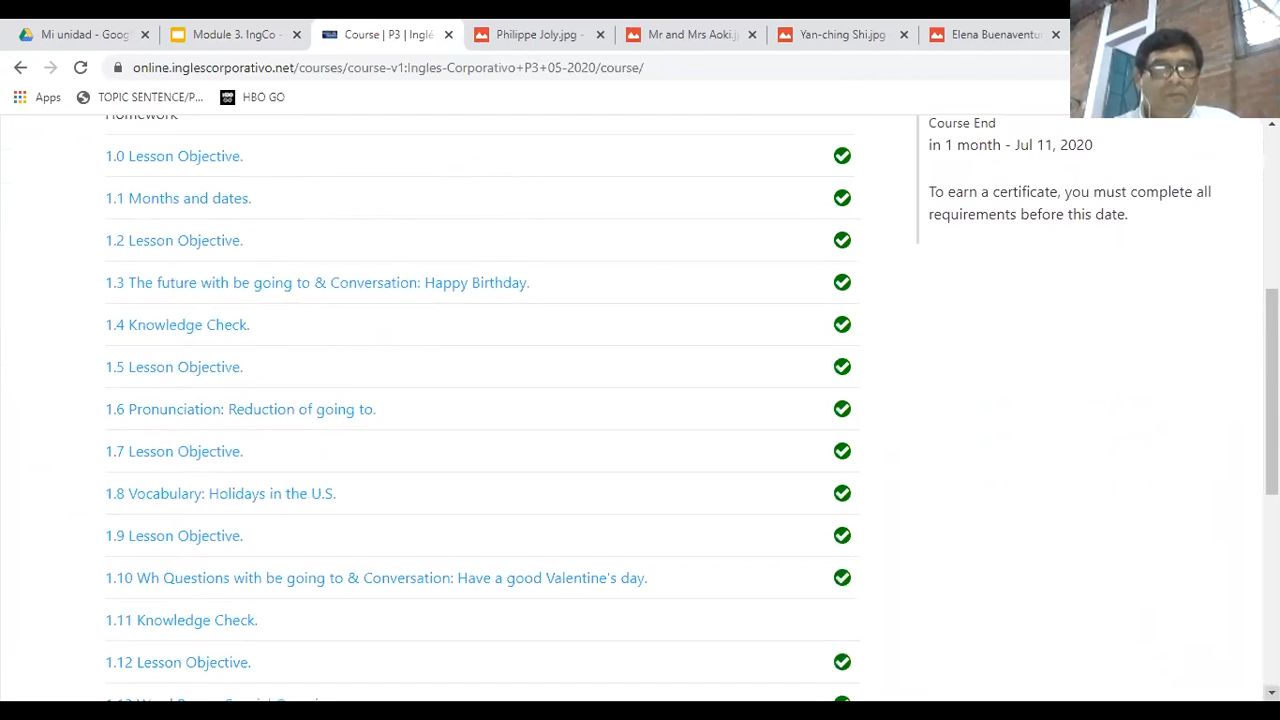 Mi unidad - Goog
Module 3. IngCo -
Course | P3 | Inglé
Philippe Joly.jpg -
Mr and Mrs Aoki.j
Yan-ching Shi.jpg
Elena Buenaventu
online.inglescorporativo.net/courses/course-v1:Ingles-Corporativo+P3+05-2020/course/
Apps
TOPIC SENTENCE/P...
HBO GO
Homework
1.0 Lesson Objective.
1.1 Months and dates.
1.2 Lesson Objective.
1.3 The future with be going to & Conversation: Happy Birthday.
1.4 Knowledge Check.
1.5 Lesson Objective.
1.6 Pronunciation: Reduction of going to.
1.7 Lesson Objective.
1.8 Vocabulary: Holidays in the U.S.
1.9 Lesson Objective.
1.10 Wh Questions with be going to & Conversation: Have a good Valentine's day.
1.11 Knowledge Check.
1.12 Lesson Objective.
Course End
in 1 month - Jul 11, 2020
To earn a certificate, you must complete all
requirements before this date.